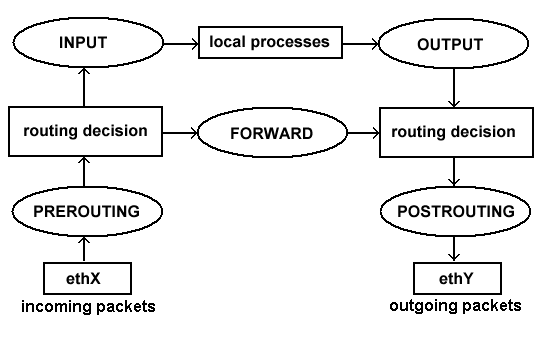 INPUT
local processes
OUTPUT
routing decision
FORWARD
routing decision
PREROUTING
POSTROUTING
ethX
ethY
incoming packets
outgoing packets